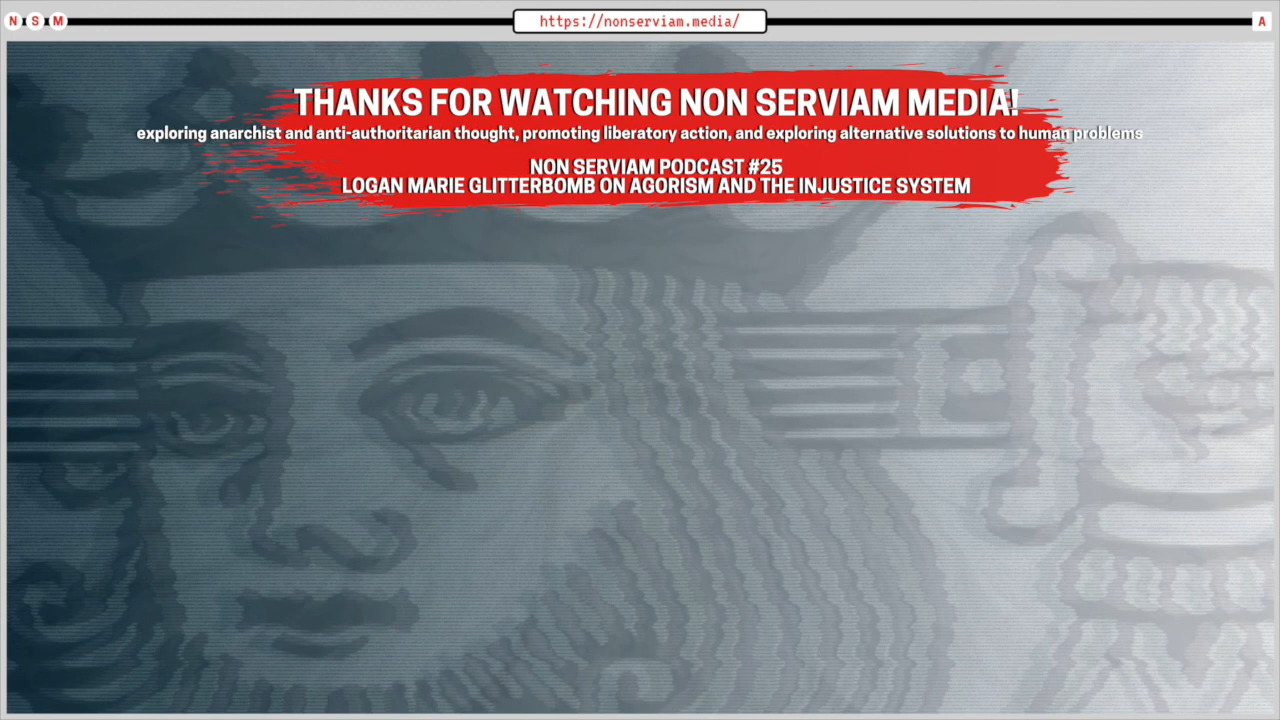 N S M
https://nonserviam.media/
A
THANKS FOR WATCHING NON SERVIAM MEDIA!
exploring anarchist and anti-authoritarian thought, promoting liberatory action, and exploring alternative solutions to human problems
NON SERVIAM PODCAST #25
LOGAN MARIE GLITTERBOMB ON AGORISM AND THE INJUSTICE SYSTEM